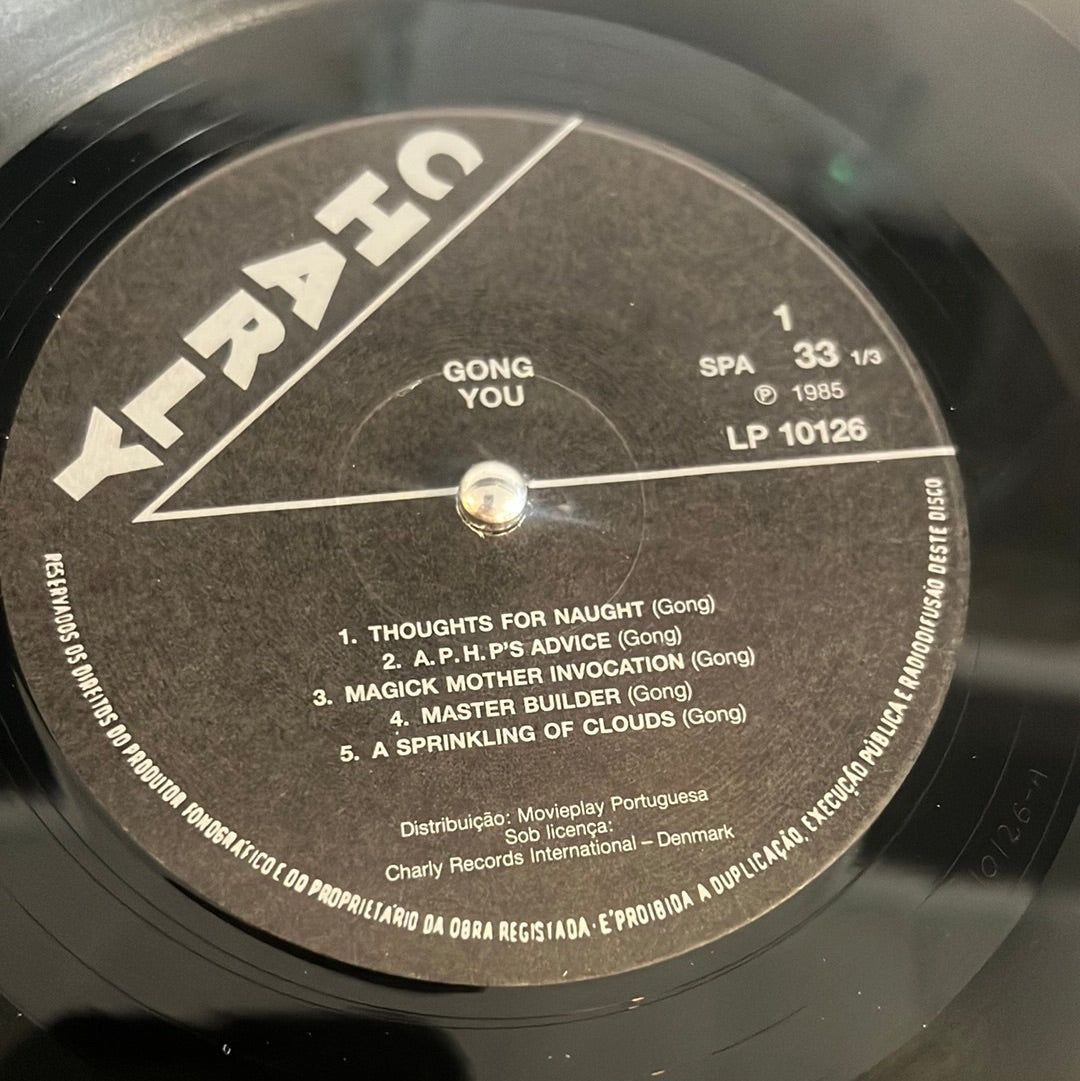 CHARLY
GONG
YOU
1
SPA 33 1/3
℗ 1985
LP 10126
1. THOUGHTS FOR NAUGHT (Gong)
2. A.P.H.P'S ADVICE (Gong)
3. MAGICK MOTHER INVOCATION (Gong)
4. MASTER BUILDER (Gong)
5. A SPRINKLING OF CLOUDS (Gong)
Distribuição: Movieplay Portuguesa
Sob licença:
Charly Records International – Denmark
RESERVADOS OS DIREITOS DO PRODUTOR FONOGRÁFICO E DO PROPRIETÁRIO DA OBRA REGISTADA · E' PROIBIDA A DUPLICAÇÃO, EXECUÇÃO PÚBLICA E RADIODIFUSÃO DESTE DISCO
10126-A